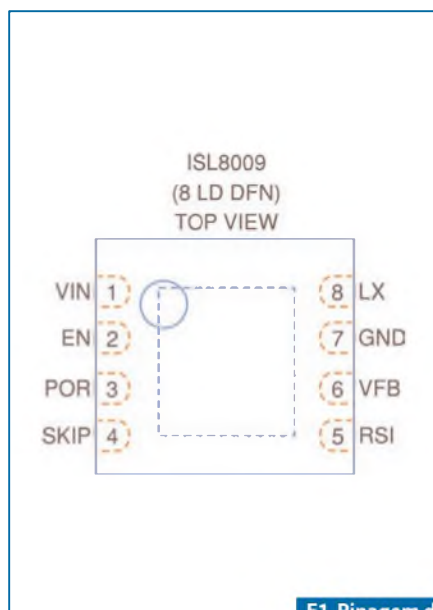 ISL8009
(8 LD DFN)
TOP VIEW
VIN 1
8 LX
EN 2
7 GND
POR 3
6 VFB
SKIP 4
5 RSI
F1. Pinagem